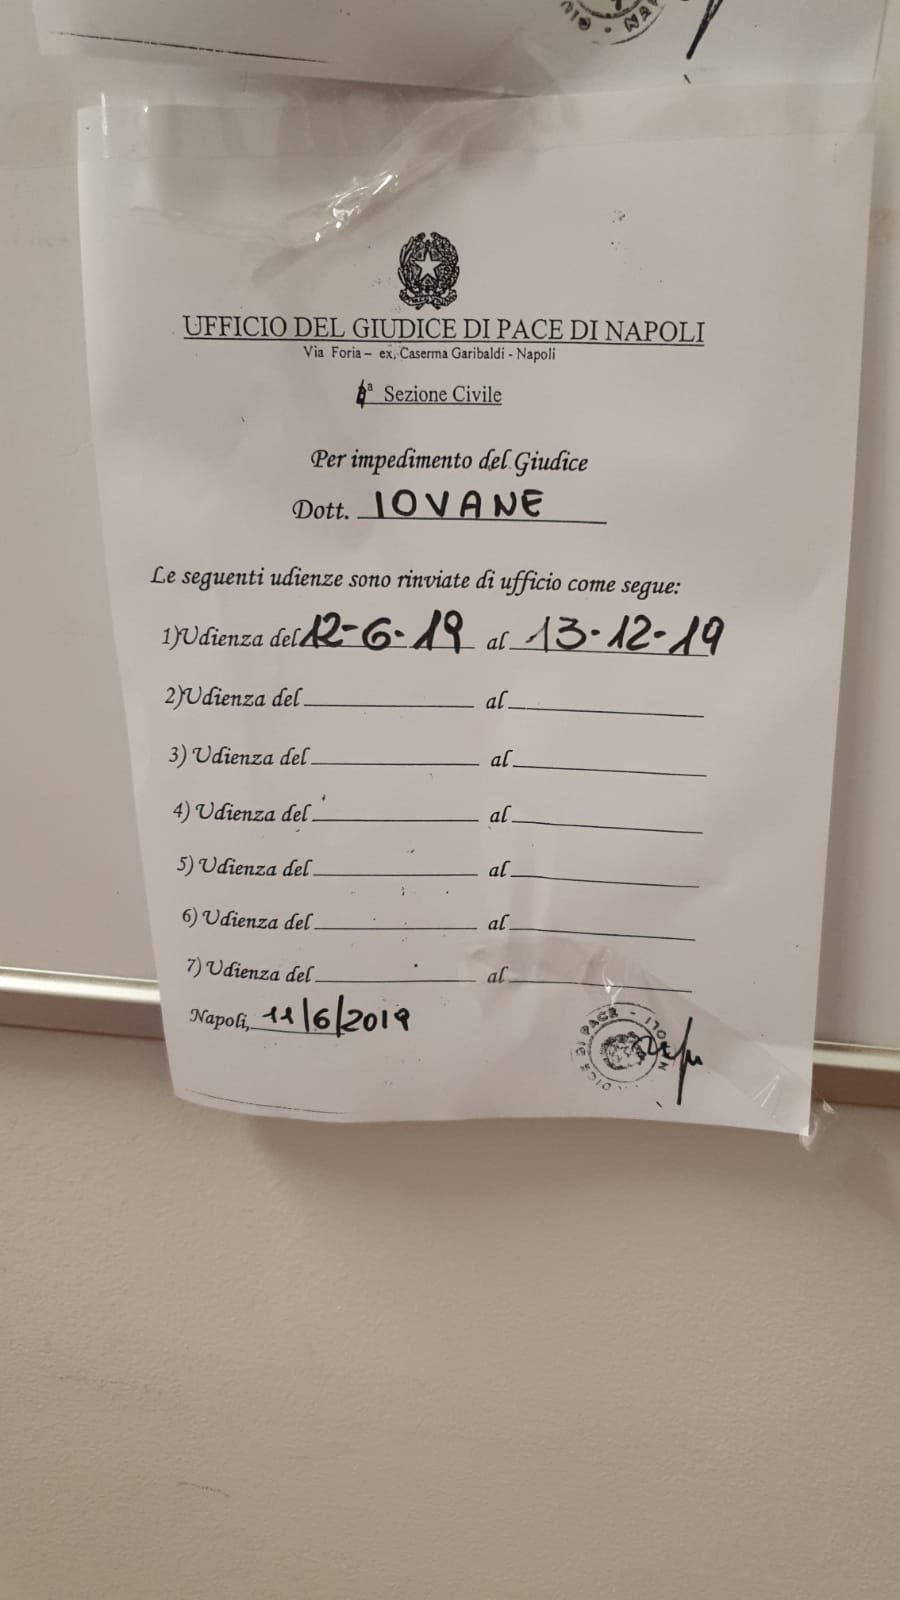 UFFICIO DEL GIUDICE DI PACE DI NAPOLI
Via Foria – ex, Caserma Garibaldi - Napoli
ª Sezione Civile
Per impedimento del Giudice
Dott. IOVANE
Le seguenti udienze sono rinviate di ufficio come segue:
1)Udienza del 12-6-19 al 13-12-19
2)Udienza del al
3) Udienza del al
4) Udienza del al
5) Udienza del al
6) Udienza del al
7) Udienza del al
Napoli, 11/6/2019
DI PACE -